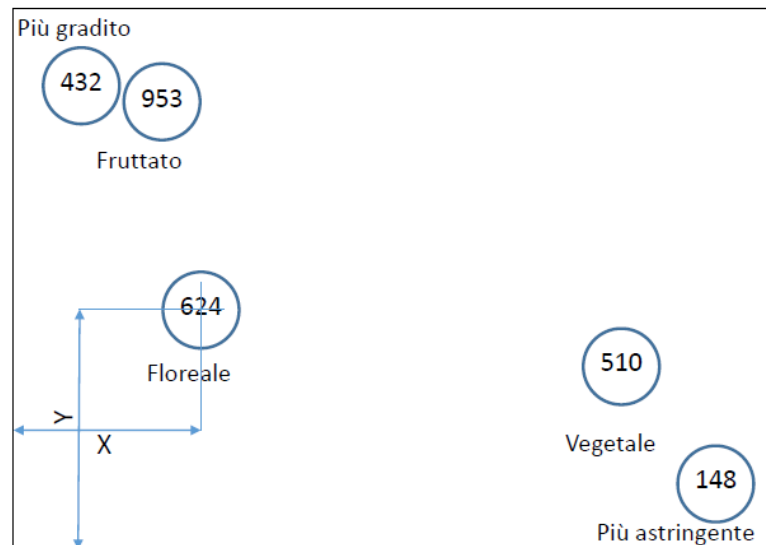 Più gradito
432
953
Fruttato
624
Floreale
Y
X
510
Vegetale
148
Più astringente